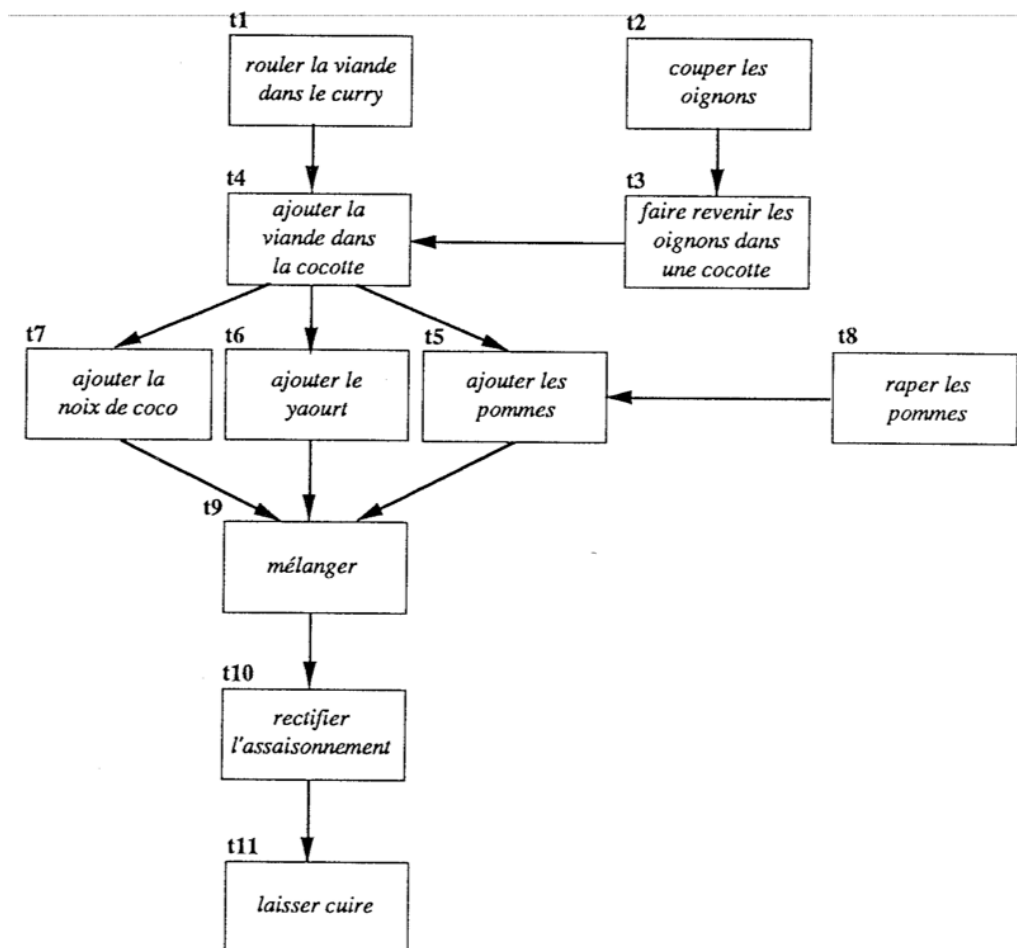 t1
rouler la viande
dans le curry
t2
couper les
oignons
t4
ajouter la
viande dans
la cocotte
t3
faire revenir les
oignons dans
une cocotte
t7
ajouter la
noix de coco
t6
ajouter le
yaourt
t5
ajouter les
pommes
t8
raper les
pommes
t9
mélanger
t10
rectifier
l'assaisonnement
t11
laisser cuire